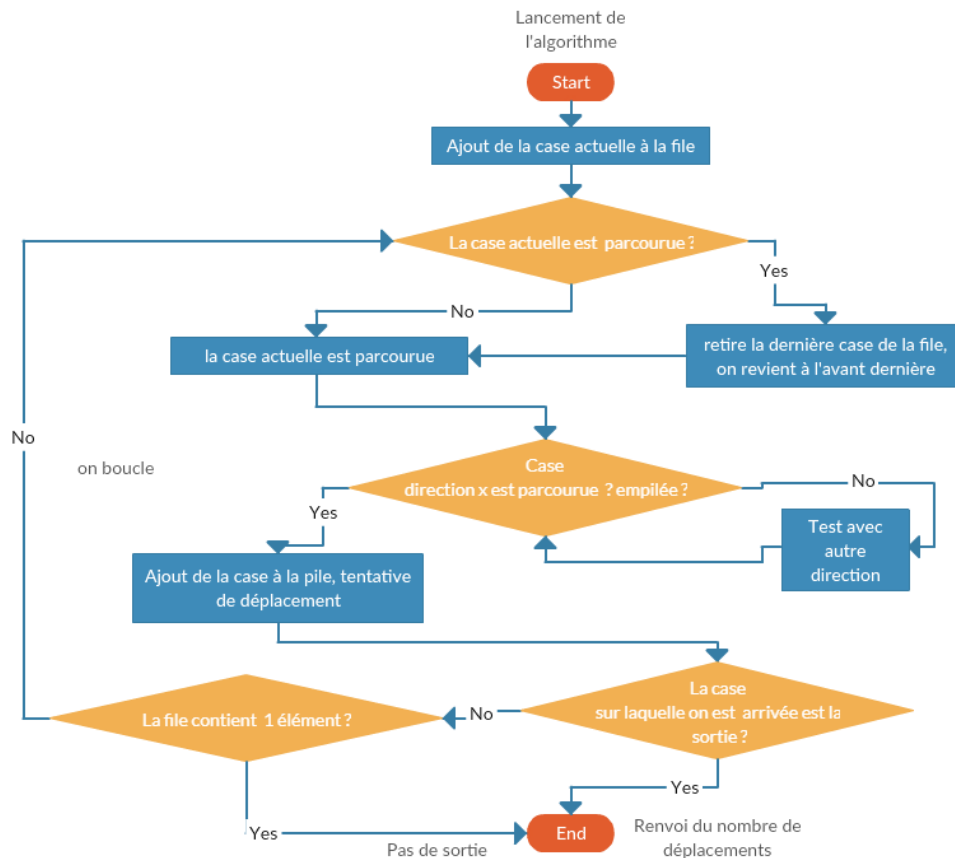 Lancement de
l'algorithme
Start
Ajout de la case actuelle à la file
La case actuelle est parcourue ?
Yes
No
la case actuelle est parcourue
retire la dernière case de la file,
on revient à l'avant dernière
No
on boucle
Case
direction x est parcourue ? empilée ?
No
Yes
Test avec
autre
direction
Ajout de la case à la pile, tentative
de déplacement
La case
sur laquelle on est arrivée est la
sortie ?
No
La file contient 1 élément ?
Yes
Yes
End
Pas de sortie
Renvoi du nombre de
déplacements